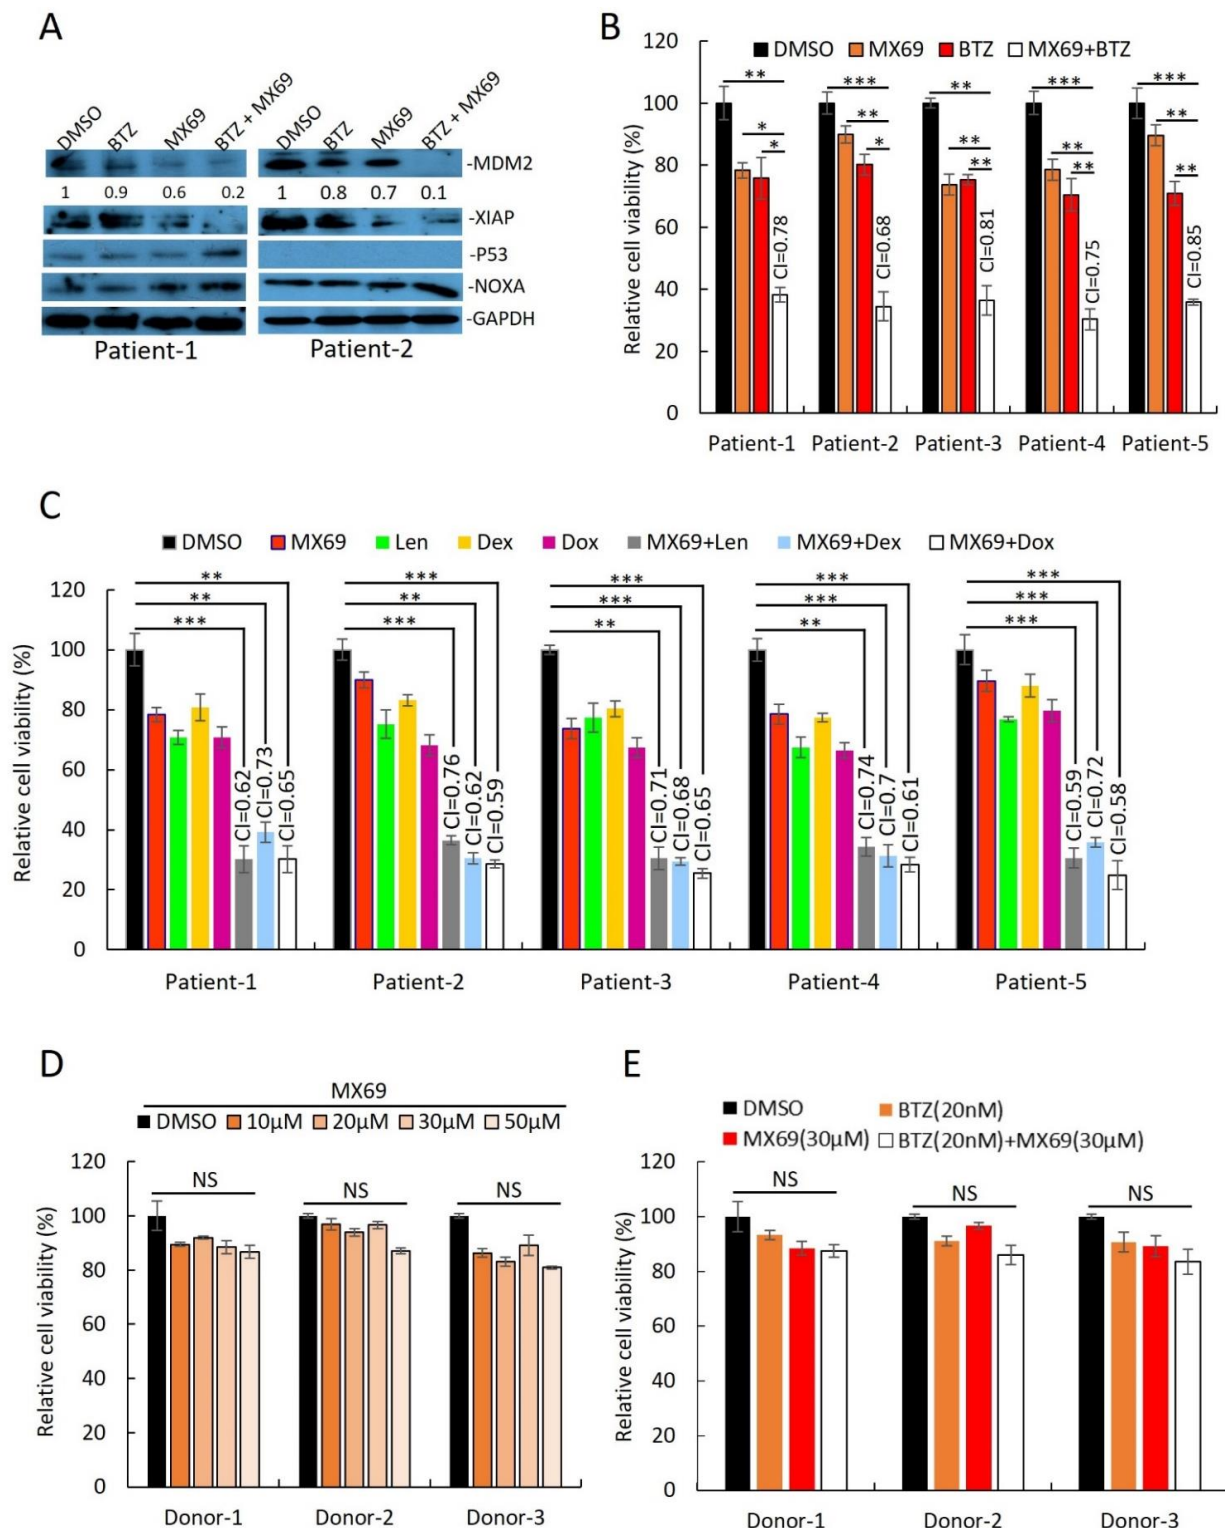 A
DMSO BTZ MX69 BTZ + MX69 DMSO BTZ MX69 BTZ + MX69
-MDM2
1 0.9 0.6 0.2 1 0.8 0.7 0.1
-XIAP
-P53
-NOXA
-GAPDH
Patient-1 Patient-2
B
DMSO MX69 BTZ MX69+BTZ
Relative cell viability (%)
120
100
80
60
40
20
0
** *** ** *** ***
* ** ** ** **
* * ** ** **
CI=0.78 CI=0.68 CI=0.81 CI=0.75 CI=0.85
Patient-1 Patient-2 Patient-3 Patient-4 Patient-5
C
DMSO MX69 Len Dex Dox MX69+Len MX69+Dex MX69+Dox
Relative cell viability (%)
120
100
80
60
40
20
0
** *** *** *** ***
** ** *** *** ***
*** *** ** ** ***
CI=0.62 CI=0.73 CI=0.65 CI=0.76 CI=0.62 CI=0.59 CI=0.71 CI=0.68 CI=0.65 CI=0.74 CI=0.7 CI=0.61 CI=0.59 CI=0.72 CI=0.58
Patient-1 Patient-2 Patient-3 Patient-4 Patient-5
D
MX69
DMSO 10µM 20µM 30µM 50µM
Relative cell viability (%)
120
100
80
60
40
20
0
NS NS NS
Donor-1 Donor-2 Donor-3
E
DMSO BTZ(20nM)
MX69(30µM) BTZ(20nM)+MX69(30µM)
Relative cell viability (%)
120
100
80
60
40
20
0
NS NS NS
Donor-1 Donor-2 Donor-3